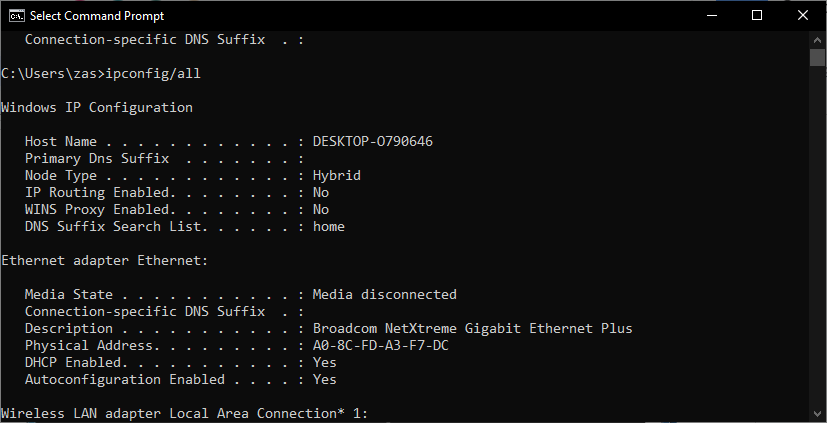 Select Command Prompt
   Connection-specific DNS Suffix  . :
C:\Users\zas>ipconfig/all
Windows IP Configuration
   Host Name . . . . . . . . . . . . : DESKTOP-O790646
   Primary Dns Suffix  . . . . . . . :
   Node Type . . . . . . . . . . . . : Hybrid
   IP Routing Enabled. . . . . . . . : No
   WINS Proxy Enabled. . . . . . . . : No
   DNS Suffix Search List. . . . . . : home
Ethernet adapter Ethernet:
   Media State . . . . . . . . . . . : Media disconnected
   Connection-specific DNS Suffix  . :
   Description . . . . . . . . . . . : Broadcom NetXtreme Gigabit Ethernet Plus
   Physical Address. . . . . . . . . : A0-8C-FD-A3-F7-DC
   DHCP Enabled. . . . . . . . . . . : Yes
   Autoconfiguration Enabled . . . . : Yes
Wireless LAN adapter Local Area Connection* 1: